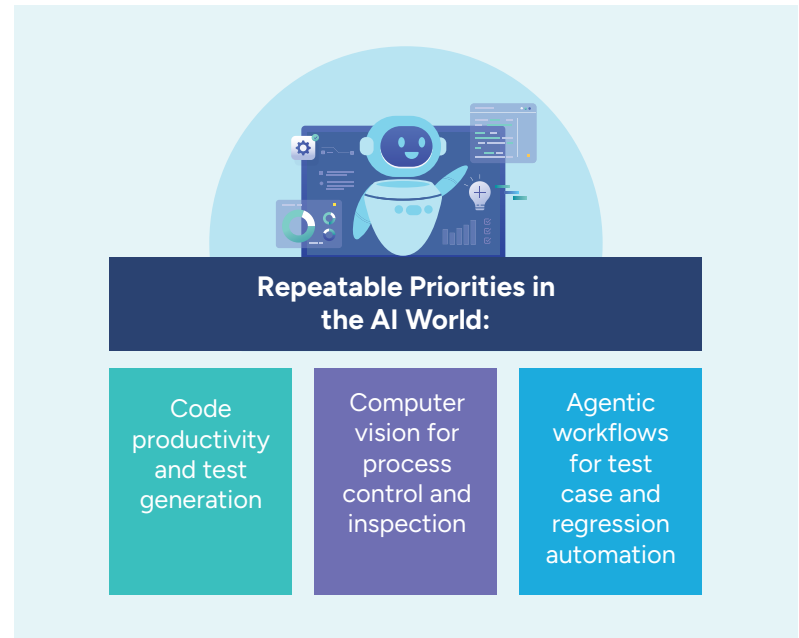 Repeatable Priorities in
the AI World:
Code
productivity
and test
generation
Computer
vision for
process
control and
inspection
Agentic
workflows
for test
case and
regression
automation